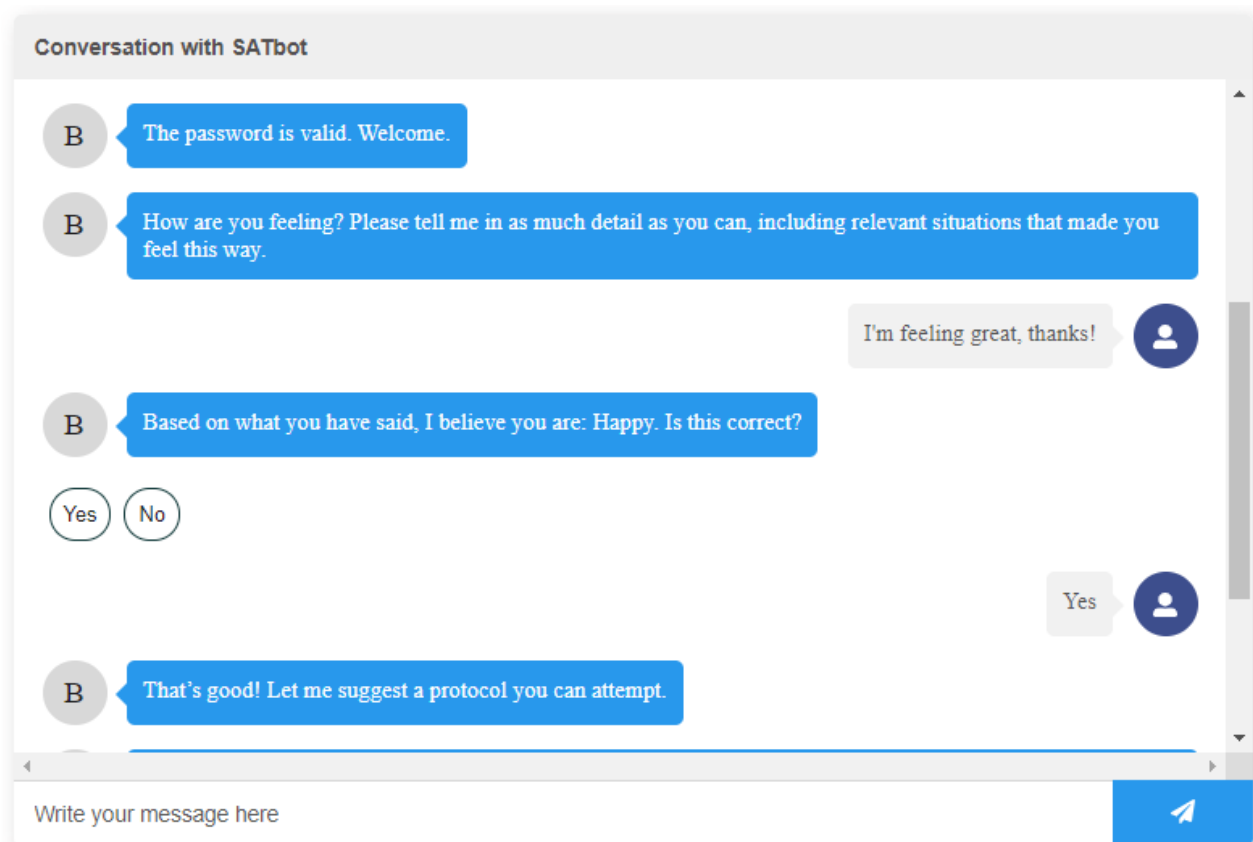 Conversation with SATbot
B
The password is valid. Welcome.
B
How are you feeling? Please tell me in as much detail as you can, including relevant situations that made you
feel this way.
I'm feeling great, thanks!
B
Based on what you have said, I believe you are: Happy. Is this correct?
Yes No
Yes
B
That’s good! Let me suggest a protocol you can attempt.
Write your message here